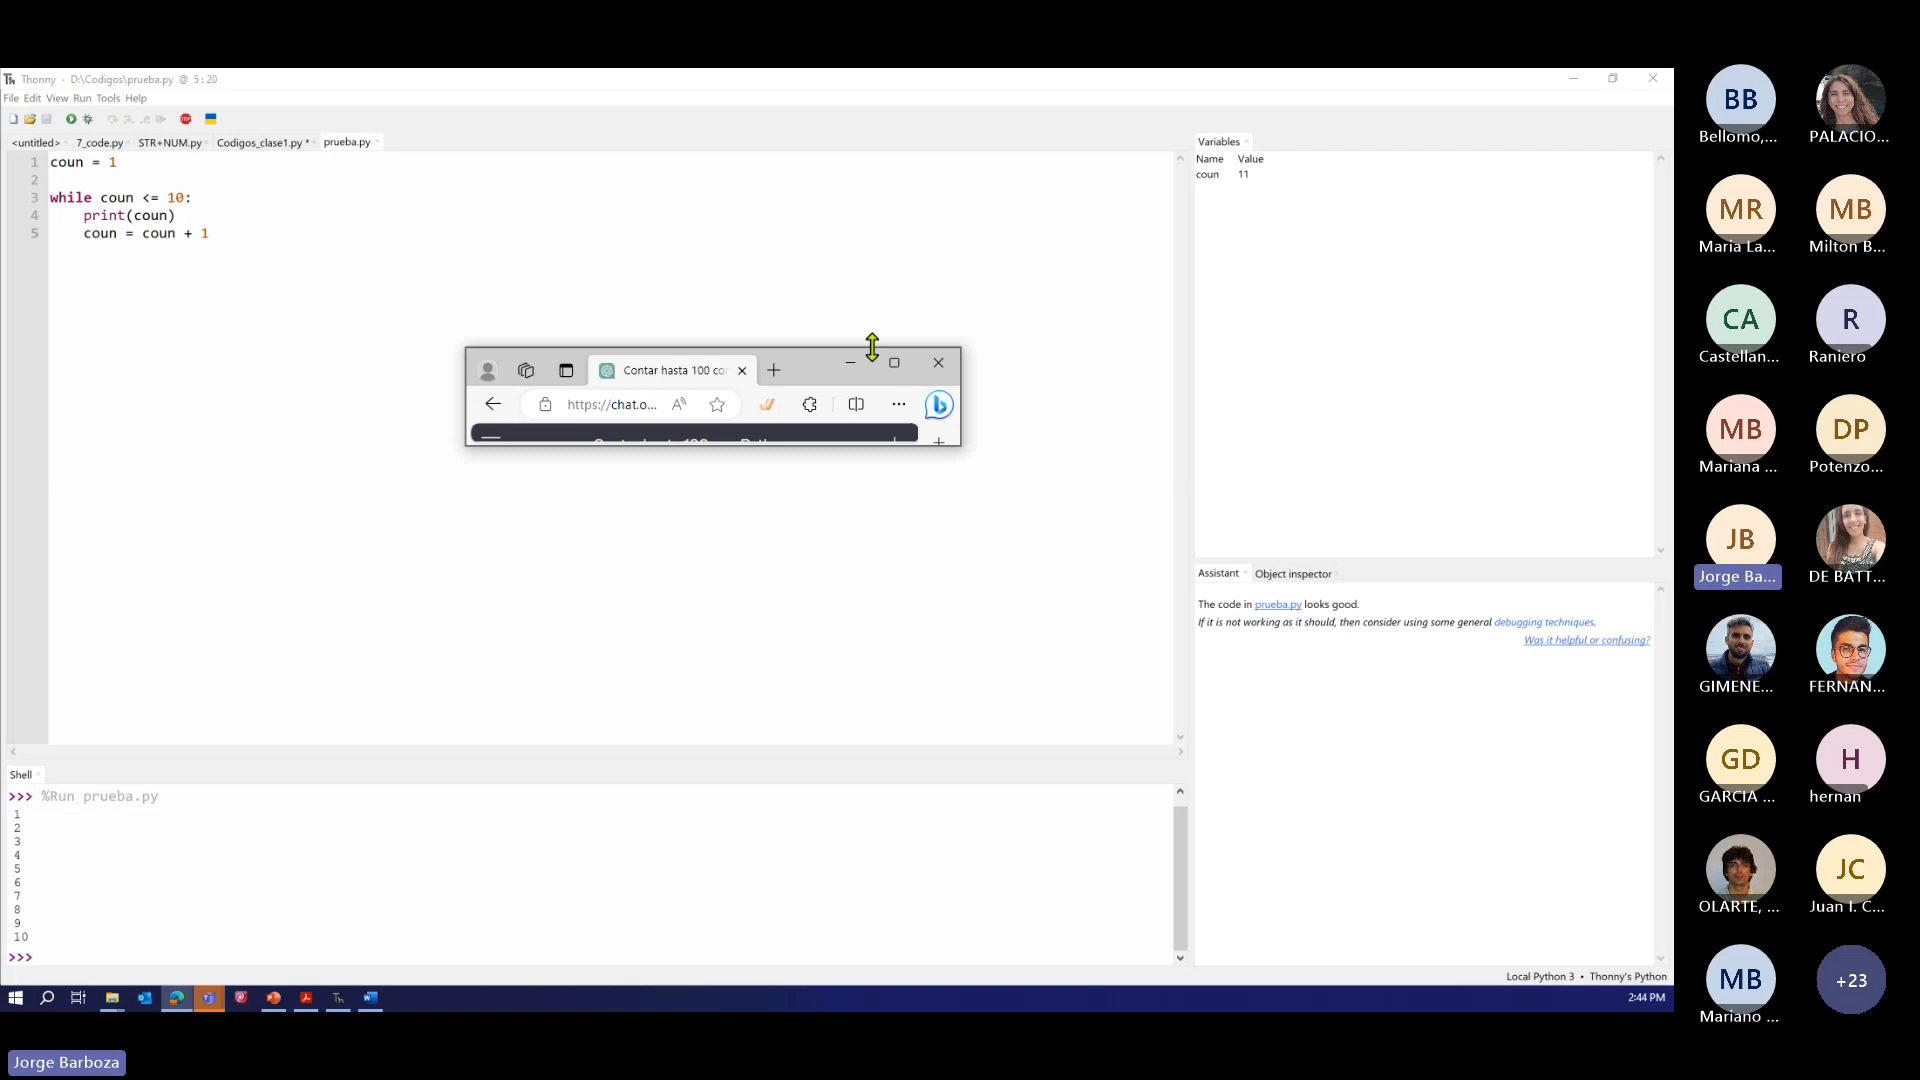 Thonny - D:\Codigos\prueba.py @ 5:20
File Edit View Run Tools Help
<untitled> 7_code.py STR+NUM.py Codigos_clase1.py * prueba.py
1 coun = 1
2
3 while coun <= 10:
4 print(coun)
5 coun = coun + 1
Contar hasta 100 co
https://chat.o...
Variables
Name Value
coun 11
Assistant Object inspector
The code in prueba.py looks good.
If it is not working as it should, then consider using some general debugging techniques.
Was it helpful or confusing?
Shell
>>> %Run prueba.py
1
2
3
4
5
6
7
8
9
10
>>>
Local Python 3 • Thonny's Python
2:44 PM
BB
Bellomo,... PALACIO...
MR MB
Maria La... Milton B...
CA R
Castellan... Raniero
MB DP
Mariana ... Potenzo...
JB
Jorge Ba... DE BATT...
GIMENE... FERNAN...
GD H
GARCIA ... hernan
JC
OLARTE, ... Juan I. C...
MB +23
Mariano ...
Jorge Barboza